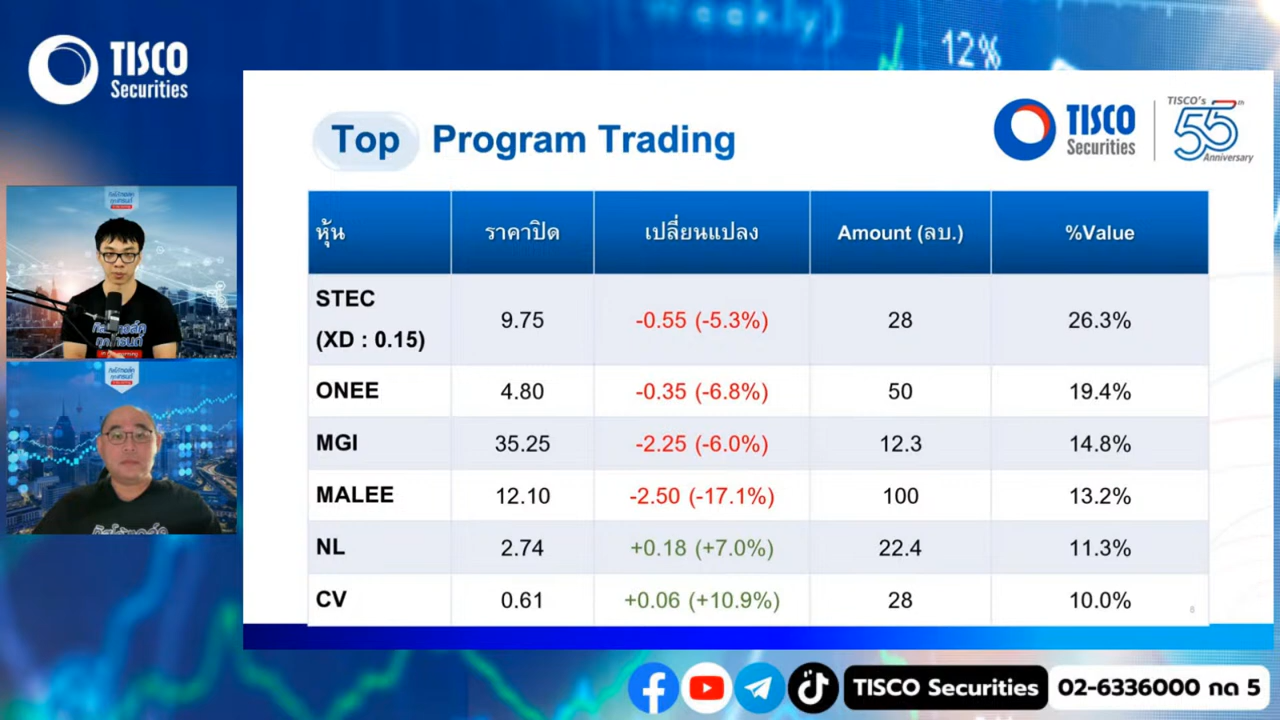 Weekly)
12%
TISCO
Securities
Top Program Trading
TISCO
Securities
TISCO's
55th
Anniversary
หุ้น ราคาปิด เปลี่ยนแปลง Amount (ลบ.) %Value
STEC
(XD : 0.15) 9.75 -0.55 (-5.3%) 28 26.3%
ONEE 4.80 -0.35 (-6.8%) 50 19.4%
MGI 35.25 -2.25 (-6.0%) 12.3 14.8%
MALEE 12.10 -2.50 (-17.1%) 100 13.2%
NL 2.74 +0.18 (+7.0%) 22.4 11.3%
CV 0.61 +0.06 (+10.9%) 28 10.0%
TISCO Securities 02-6336000 กด 5